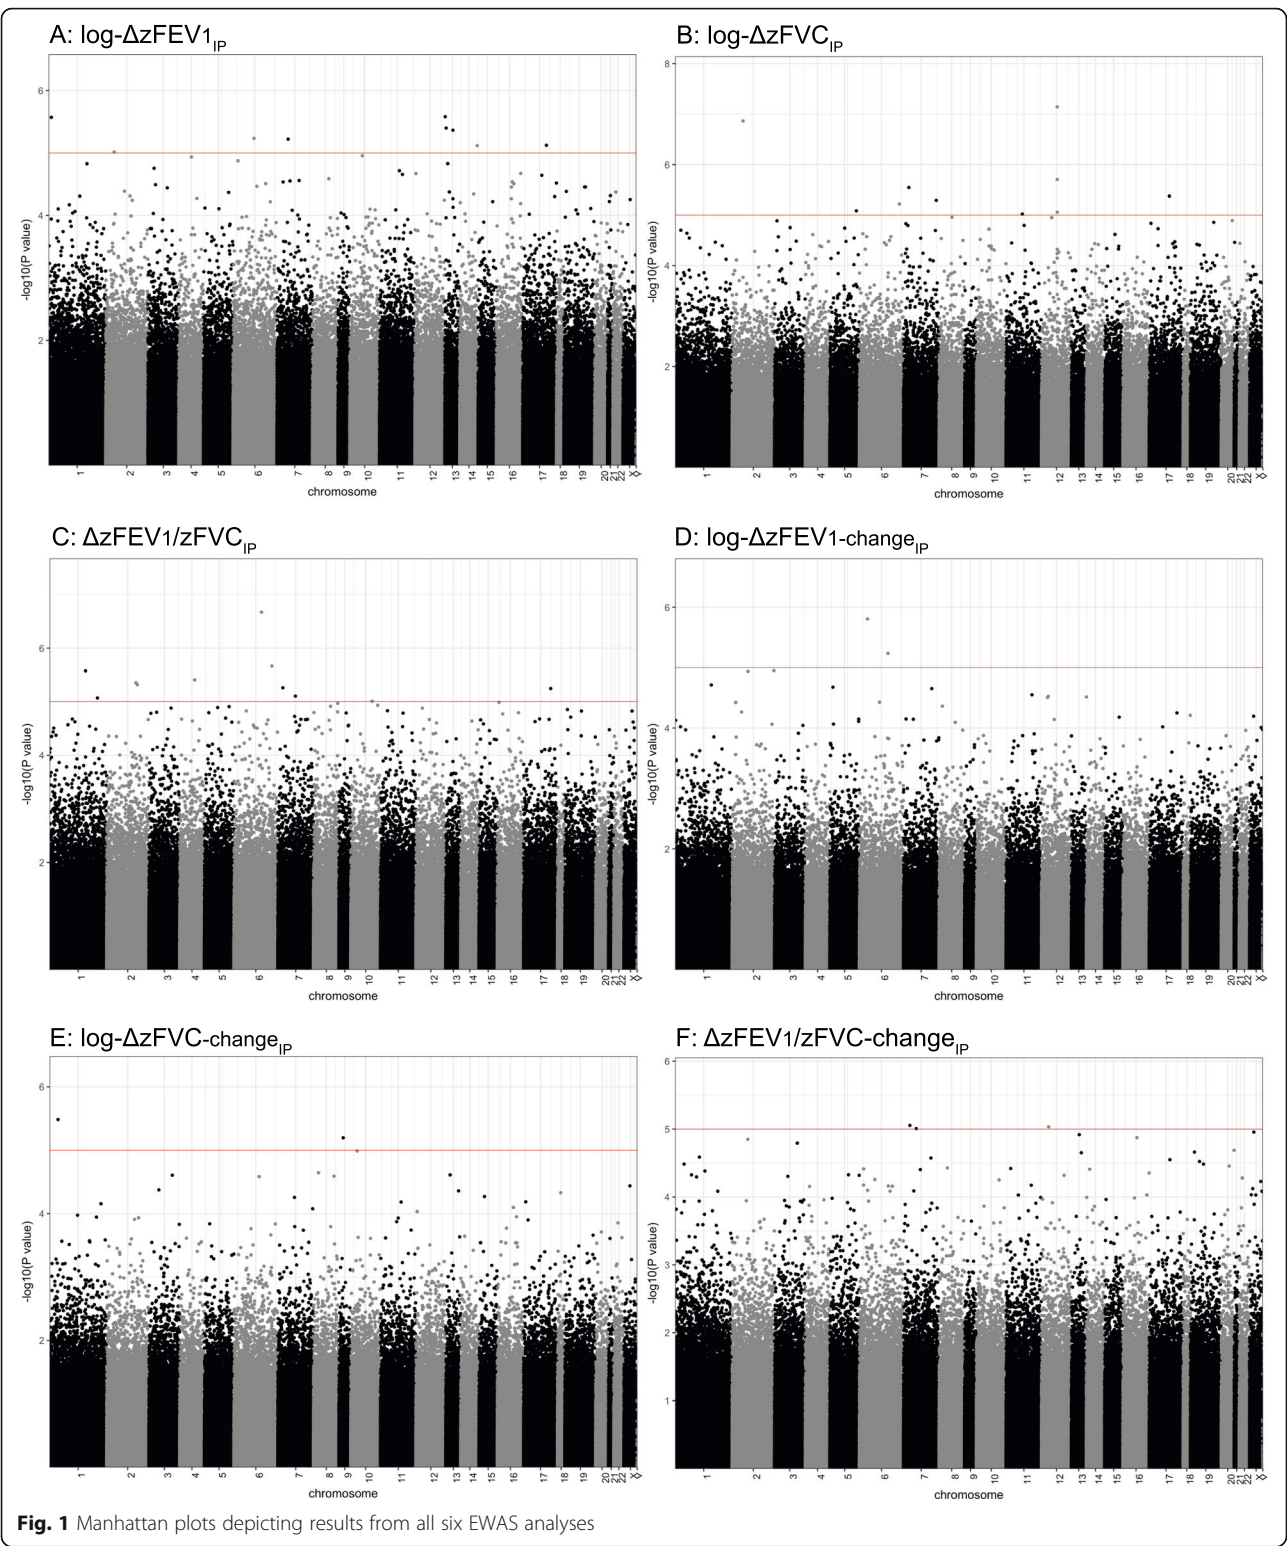 A: log-ΔzFEV1IP
6
4
2
-log10(P value)
1 2 3 4 5 6 7 8 9 10 11 12 13 14 15 16 17 18 19 20 21 22 X Y
chromosome
B: log-ΔzFVCIP
8
6
4
2
-log10(P value)
1 2 3 4 5 6 7 8 9 10 11 12 13 14 15 16 17 18 19 20 21 22 X Y
chromosome
C: ΔzFEV1/zFVCIP
6
4
2
-log10(P value)
1 2 3 4 5 6 7 8 9 10 11 12 13 14 15 16 17 18 19 20 21 22 X Y
chromosome
D: log-ΔzFEV1-changeIP
6
4
2
-log10(P value)
1 2 3 4 5 6 7 8 9 10 11 12 13 14 15 16 17 18 19 20 21 22 X Y
chromosome
E: log-ΔzFVC-changeIP
6
4
2
-log10(P value)
1 2 3 4 5 6 7 8 9 10 11 12 13 14 15 16 17 18 19 20 21 22 X Y
chromosome
F: ΔzFEV1/zFVC-changeIP
6
5
4
3
2
1
-log10(P value)
1 2 3 4 5 6 7 8 9 10 11 12 13 14 15 16 17 18 19 20 21 22 X Y
chromosome
Fig. 1 Manhattan plots depicting results from all six EWAS analyses